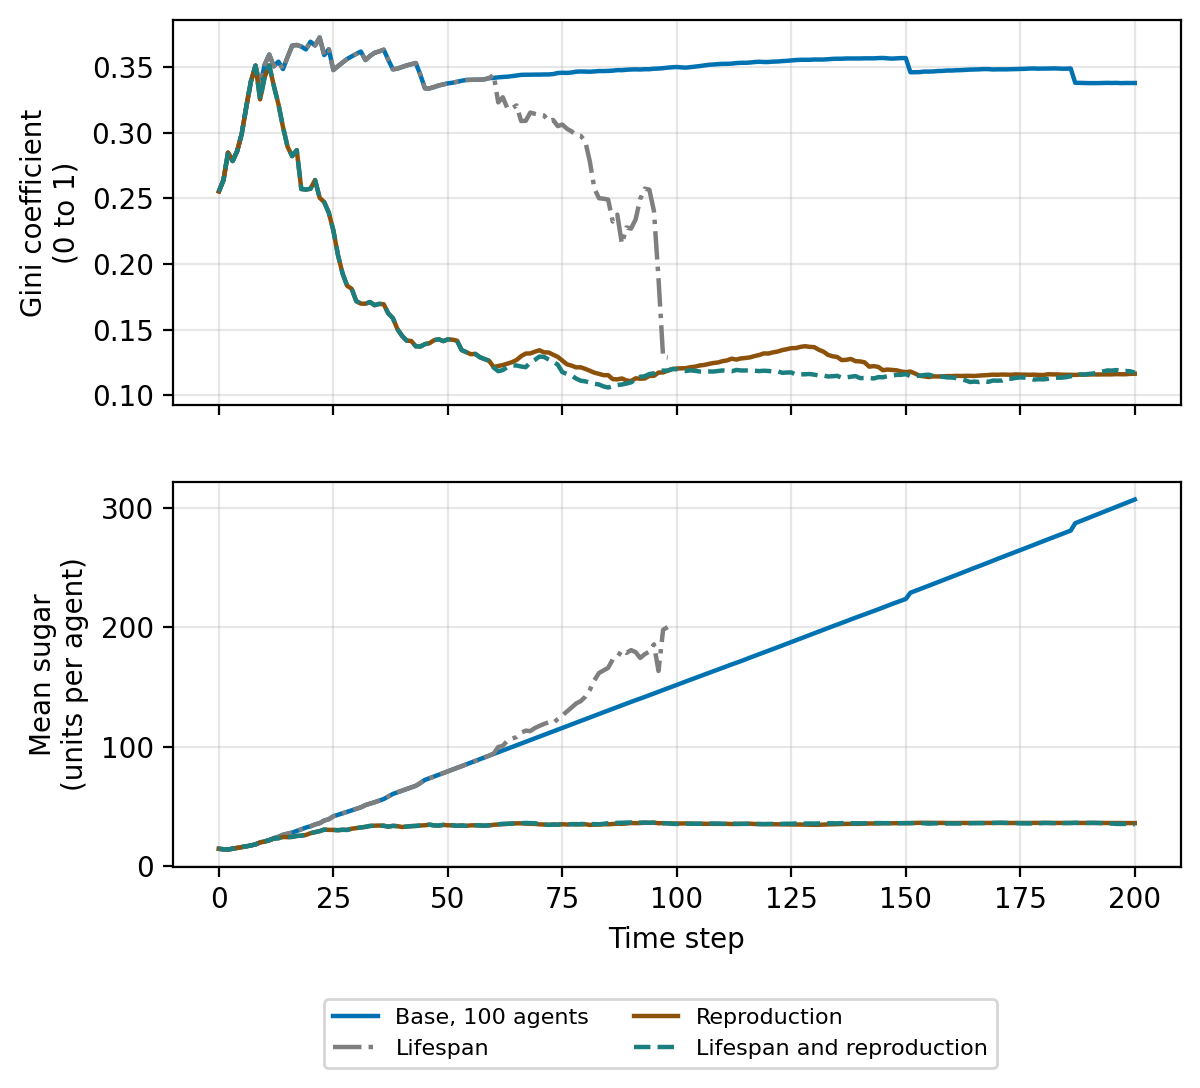 0.35
0.30
0.25
0.20
0.15
0.10
Gini coefficient
(0 to 1)
300
200
100
0
Mean sugar
(units per agent)
0 25 50 75 100 125 150 175 200
Time step
Base, 100 agents
Lifespan
Reproduction
Lifespan and reproduction